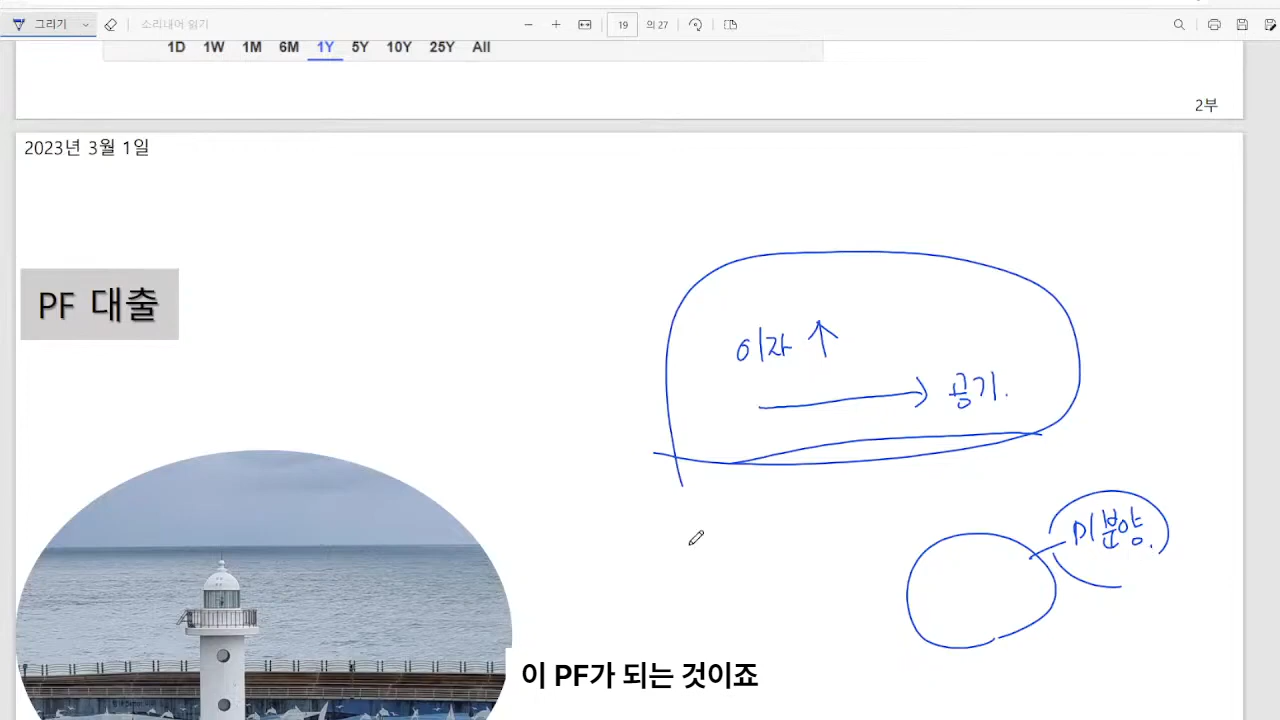 그리기 소리내어 읽기 19 의 27
1D 1W 1M 6M 1Y 5Y 10Y 25Y All
2부
2023년 3월 1일
PF 대출
이자 ↑
→ 공기.
미분양.
이 PF가 되는 것이죠